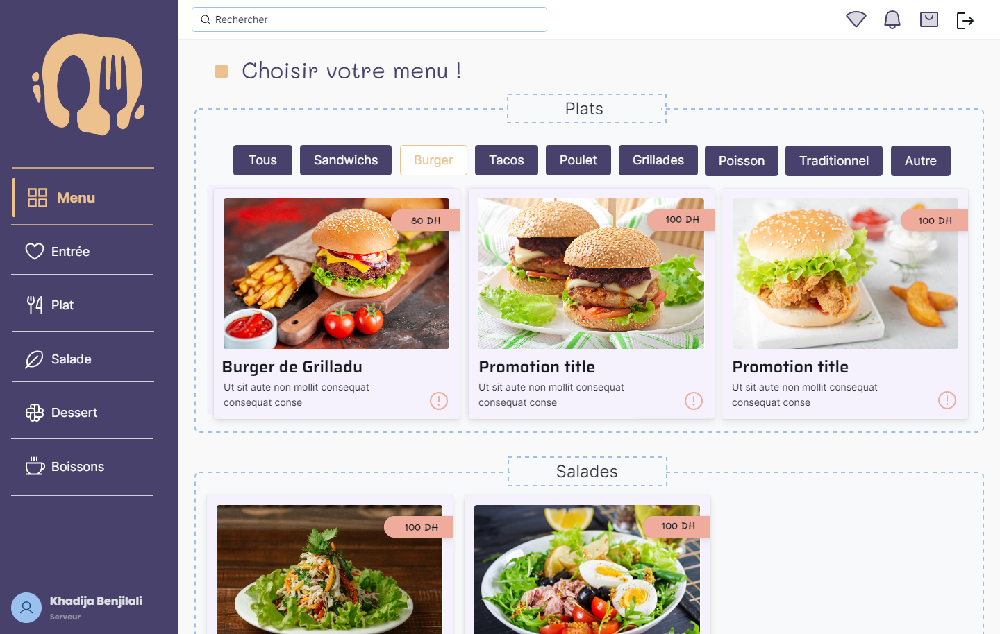 Rechercher
Choisir votre menu !
Plats
Tous
Sandwichs
Burger
Tacos
Poulet
Grillades
Poisson
Traditionnel
Autre
Menu
Entrée
Plat
Salade
Dessert
Boissons
Khadija Benjilali
Serveur
80 DH
Burger de Grilladu
Ut sit aute non mollit consequat
consequat conse
100 DH
Promotion title
Ut sit aute non mollit consequat
consequat conse
100 DH
Promotion title
Ut sit aute non mollit consequat
consequat conse
Salades
100 DH
100 DH